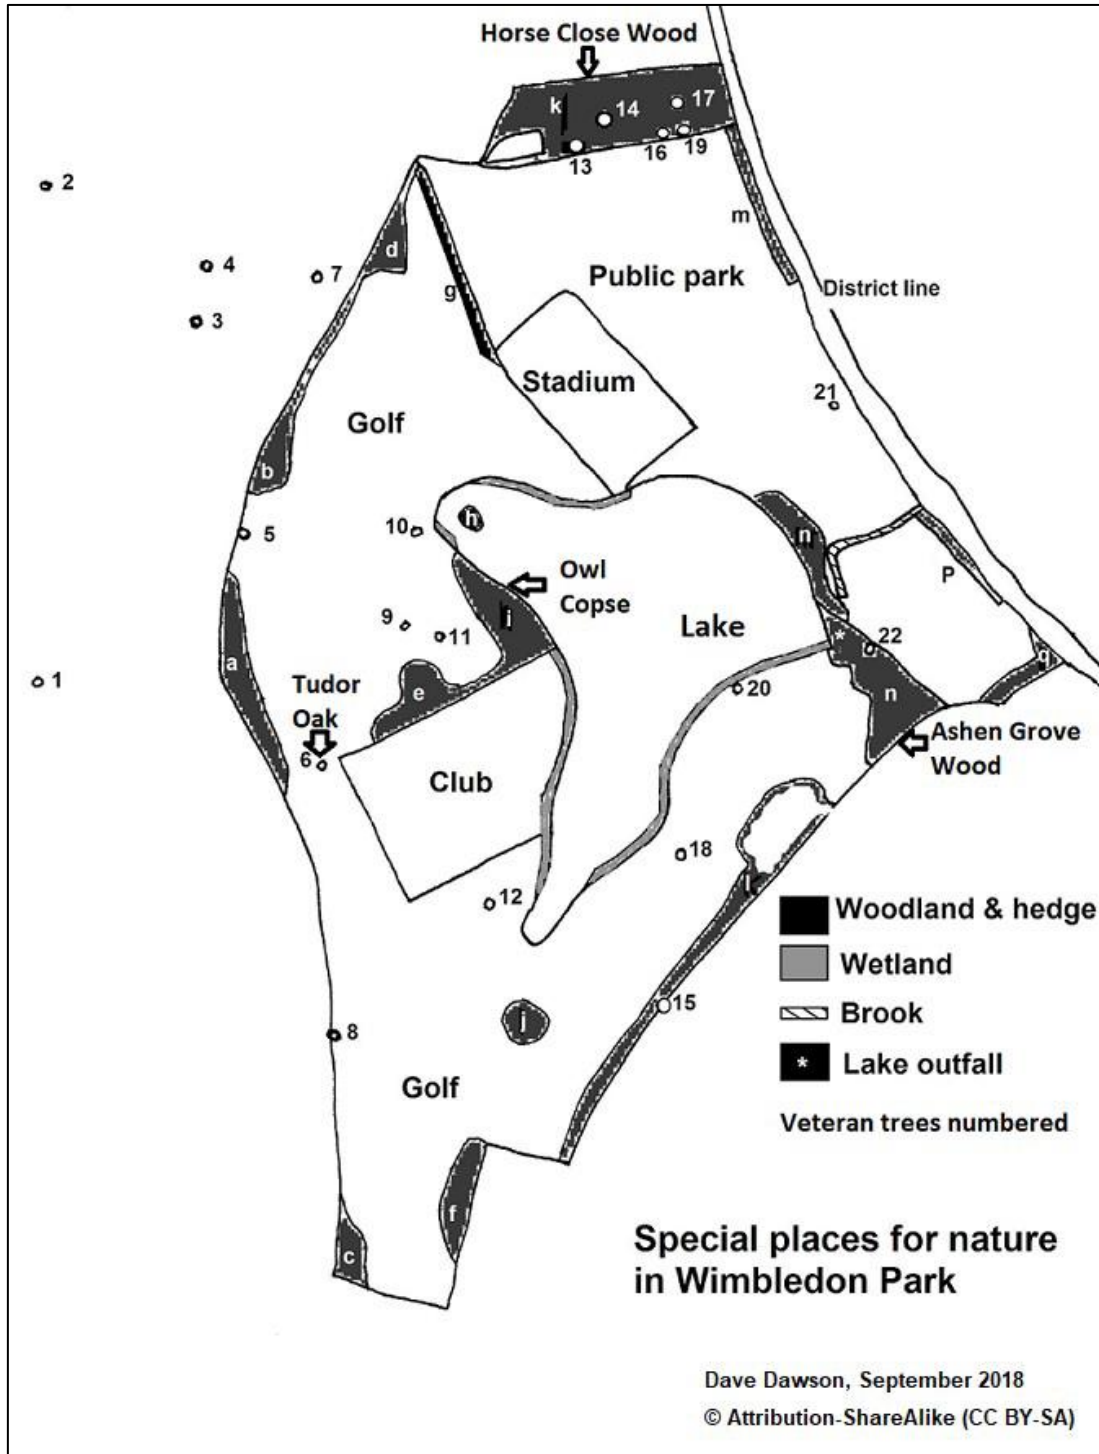 Horse Close Wood
k
14
17
13
16
19
2
m
d
4
7
g
Public park
District line
3
Stadium
21
Golf
b
h
5
10
n
Owl
Copse
P
i
9
11
Lake
22
a
*
q
Tudor
Oak
e
1
20
n
6
Ashen Grove
Wood
Club
18
l
12
Woodland & hedge
Wetland
15
Brook
j
8
* Lake outfall
Golf
Veteran trees numbered
f
c
Special places for nature
in Wimbledon Park
Dave Dawson, September 2018
© Attribution-ShareAlike (CC BY-SA)